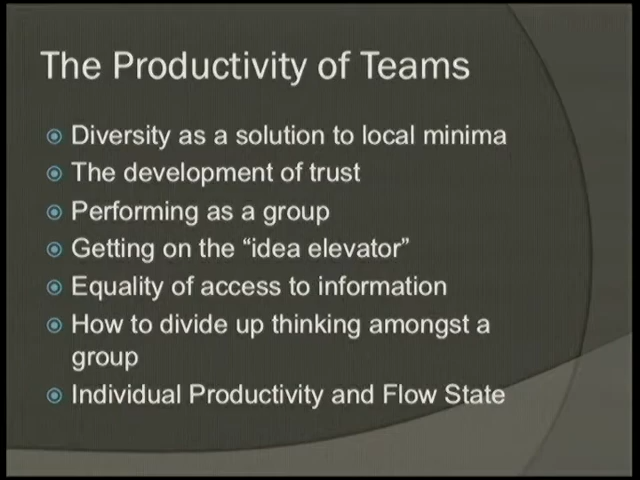 The Productivity of Teams
Diversity as a solution to local minima
The development of trust
Performing as a group
Getting on the “idea elevator”
Equality of access to information
How to divide up thinking amongst a
group
Individual Productivity and Flow State